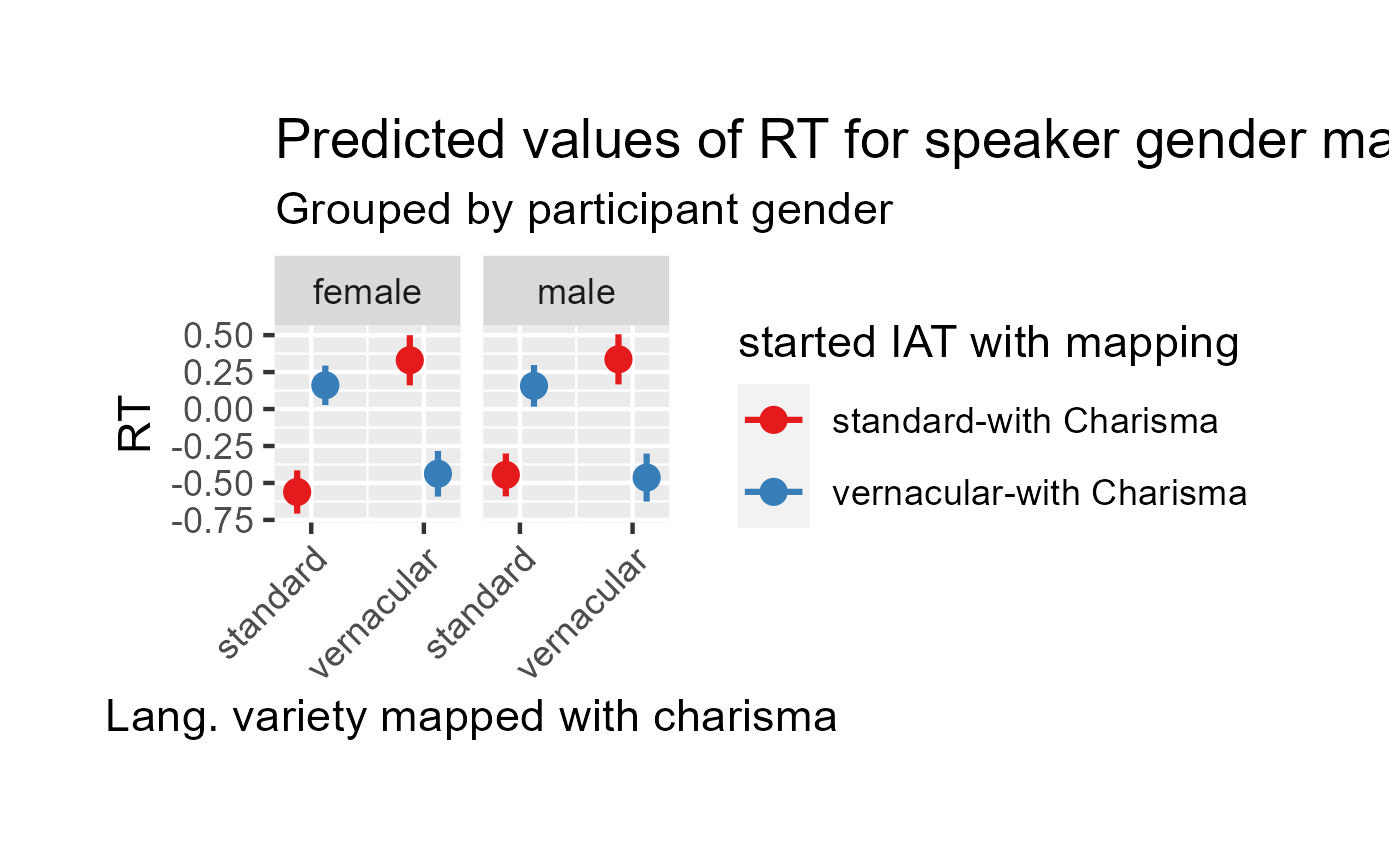 Predicted values of RT for speaker gender ma
Grouped by participant gender
female male
0.50
0.25
0.00
-0.25
-0.50
-0.75
RT
standard vernacular standard vernacular
Lang. variety mapped with charisma
started IAT with mapping
standard-with Charisma
vernacular-with Charisma